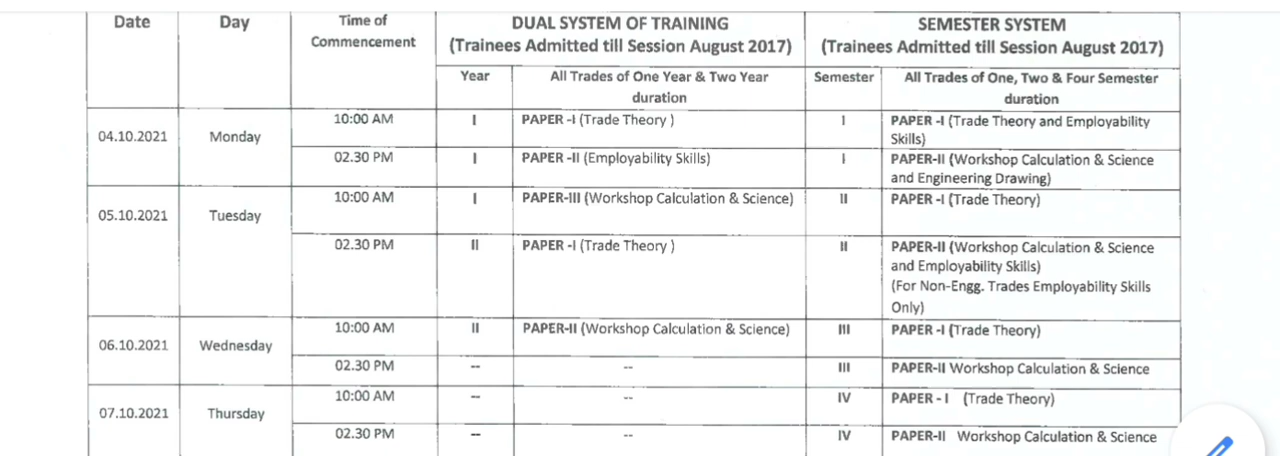 Date Day Time of Commencement DUAL SYSTEM OF TRAINING (Trainees Admitted till Session August 2017) SEMESTER SYSTEM (Trainees Admitted till Session August 2017)
Year All Trades of One Year & Two Year duration Semester All Trades of One, Two & Four Semester duration
04.10.2021 Monday 10:00 AM I PAPER -I (Trade Theory ) I PAPER -I (Trade Theory and Employability Skills)
02.30 PM I PAPER -II (Employability Skills) I PAPER-II (Workshop Calculation & Science and Engineering Drawing)
05.10.2021 Tuesday 10:00 AM I PAPER-III (Workshop Calculation & Science) II PAPER -I (Trade Theory)
02.30 PM II PAPER -I (Trade Theory ) II PAPER-II (Workshop Calculation & Science and Employability Skills) (For Non-Engg. Trades Employability Skills Only)
06.10.2021 Wednesday 10:00 AM II PAPER-II (Workshop Calculation & Science) III PAPER -I (Trade Theory)
02.30 PM -- -- III PAPER-II Workshop Calculation & Science
07.10.2021 Thursday 10:00 AM -- -- IV PAPER - I (Trade Theory)
02.30 PM -- -- IV PAPER-II Workshop Calculation & Science